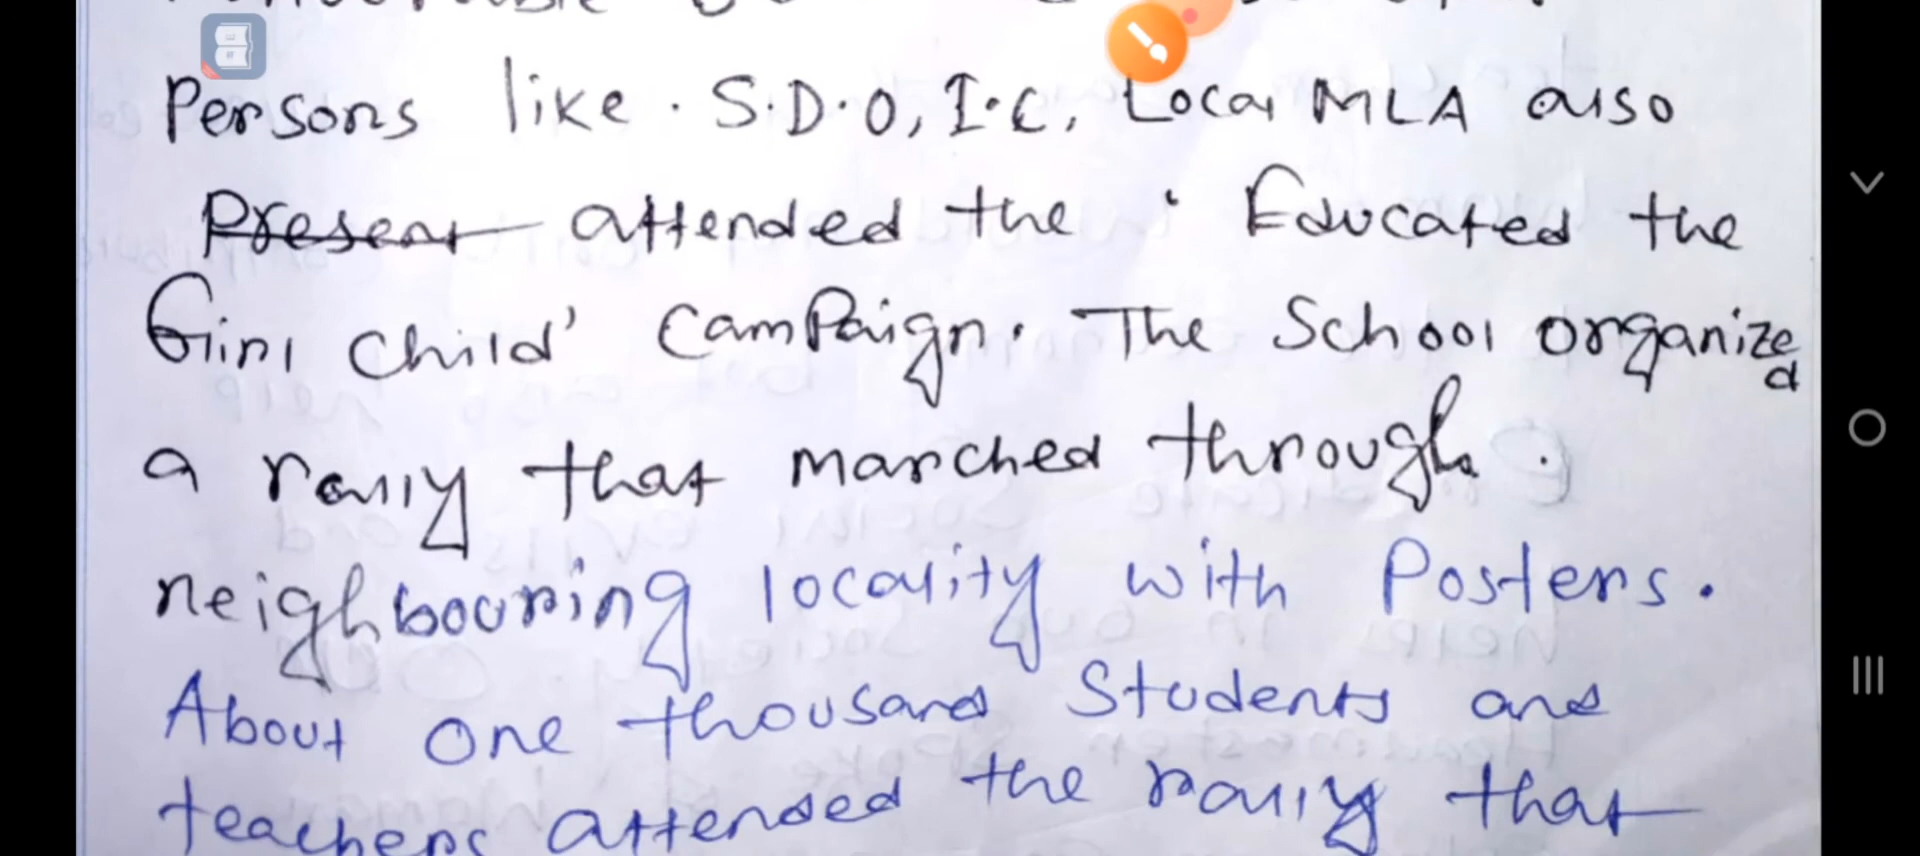 Persons like . S.D.O, I.C, Local MLA also
Present attended the ' Educated the
Girl child' campaign. The School organized
a rally that marched through .
neighbouring locality with Posters.
About one thousand Students and
teachers attended the rally that